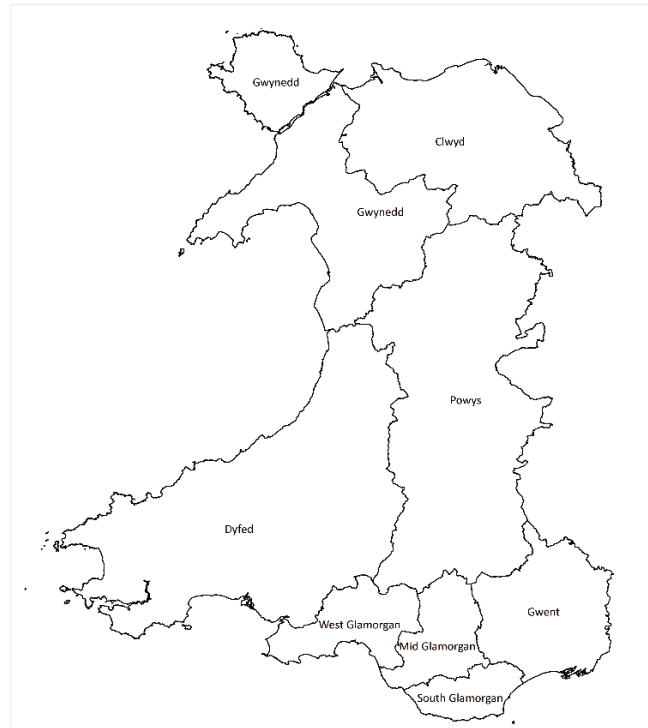 Gwynedd
Clwyd
Gwynedd
Powys
Dyfed
Gwent
West Glamorgan
Mid Glamorgan
South Glamorgan